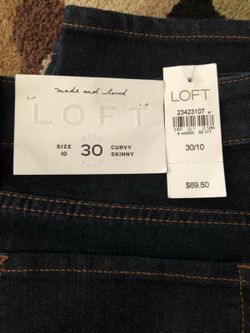 made and loved
LOFT
SIZE
10
30
CURVY
SKINNY
LOFT
23423107
30/10
$69.50